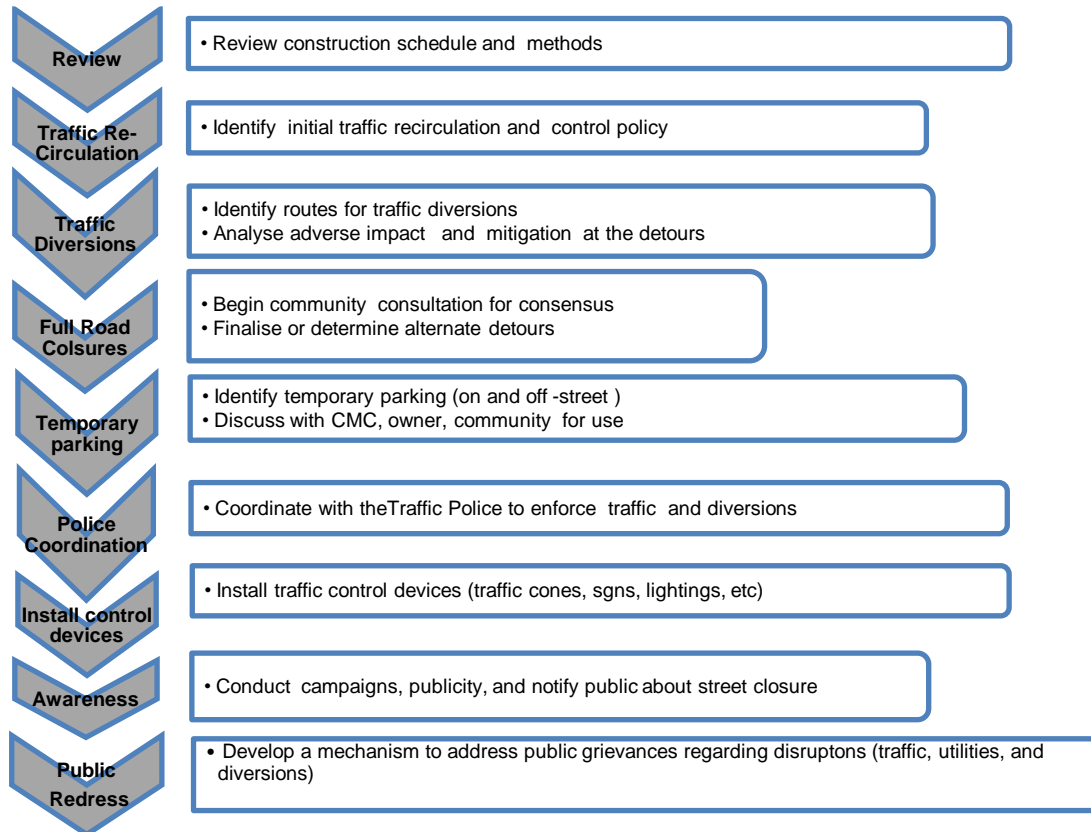 Review
• Review construction schedule and methods
Traffic Re-
Circulation
• Identify initial traffic recirculation and control policy
Traffic
Diversions
• Identify routes for traffic diversions
• Analyse adverse impact and mitigation at the detours
Full Road
Colsures
• Begin community consultation for consensus
• Finalise or determine alternate detours
Temporary
parking
• Identify temporary parking (on and off -street )
• Discuss with CMC, owner, community for use
Police
Coordination
• Coordinate with theTraffic Police to enforce traffic and diversions
Install control
devices
• Install traffic control devices (traffic cones, sgns, lightings, etc)
Awareness
• Conduct campaigns, publicity, and notify public about street closure
Public
Redress
• Develop a mechanism to address public grievances regarding disruptons (traffic, utilities, and
diversions)